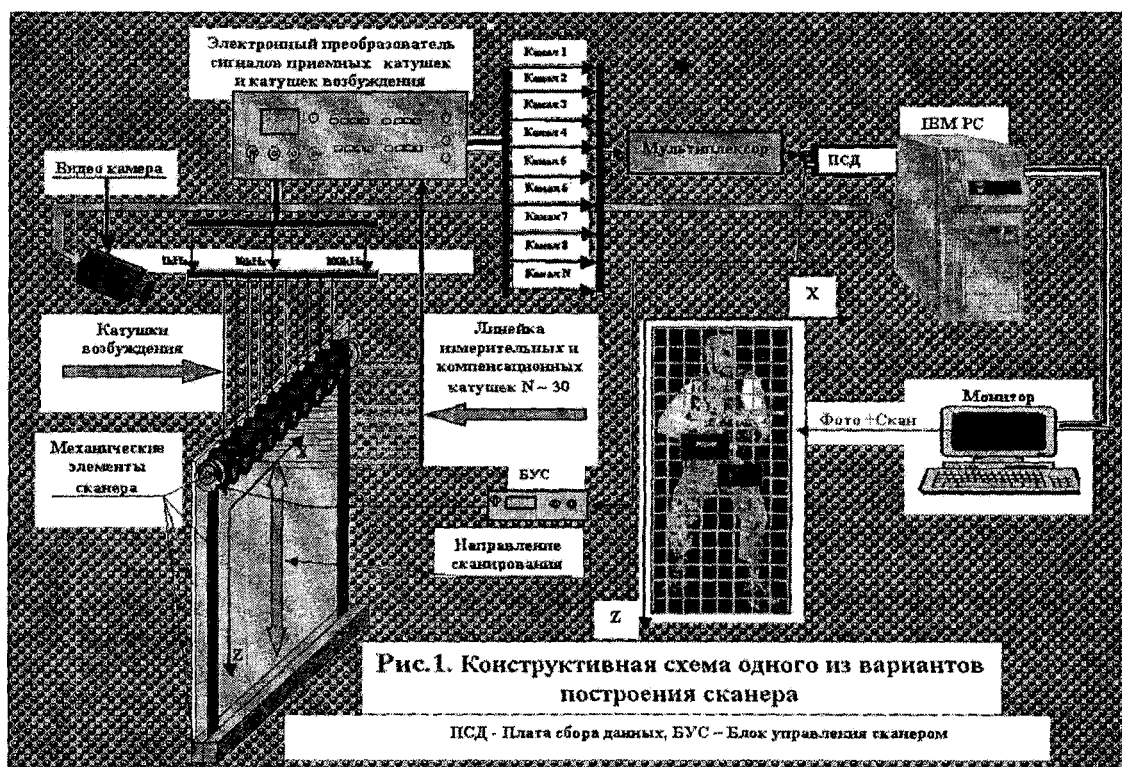 Электронный преобразователь
сигналов приемных катушек
и катушек возбуждения
Канал 1
Канал 2
Канал 3
Канал 4
Канал 6
Канал 6
Канал 7
Канал 8
Канал N
Мультиплексор
ПСД
IBM PC
Видео камера
X
Катушки
возбуждения
Линейка
измерительных и
компенсационных
катушек N ~ 30
Монитор
Фото +Скан
Механические
элементы
сканера
X
БУС
Направление
сканирования
Z
Z
Рис.1. Конструктивная схема одного из вариантов
построения сканера
ПСД - Плата сбора данных, БУС – Блок управления сканером